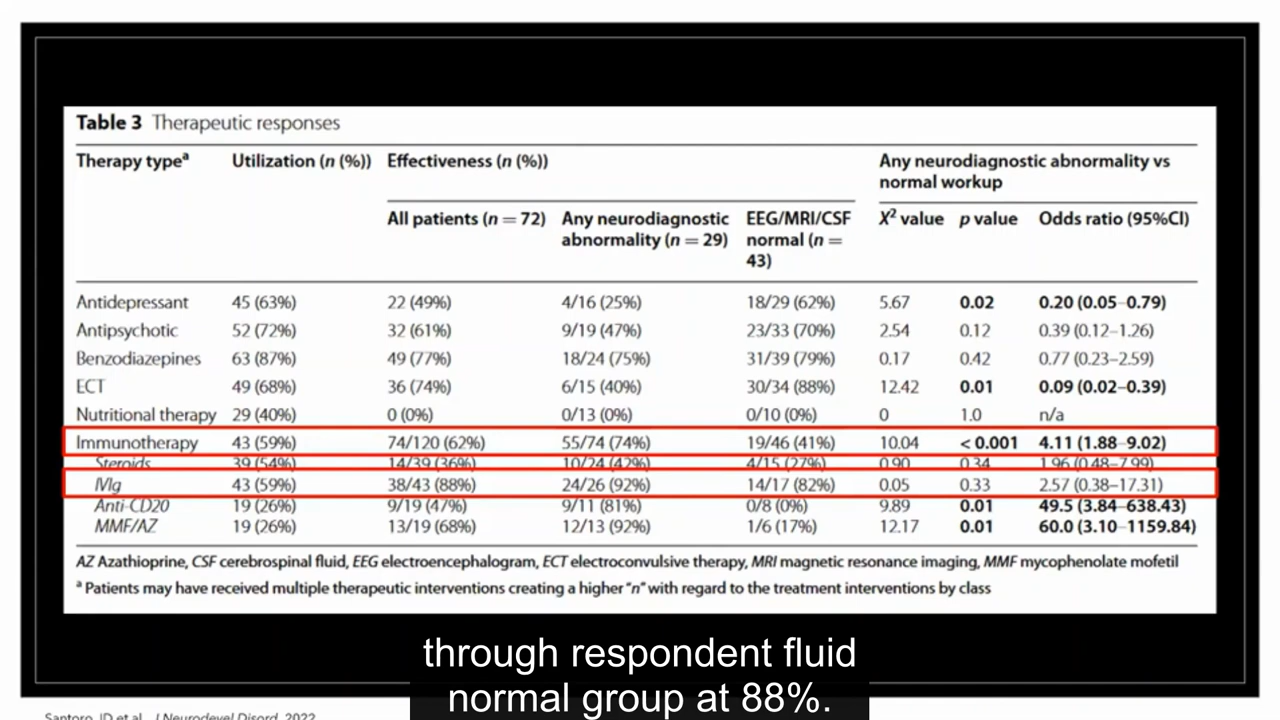 Table 3 Therapeutic responses
Therapy typeᵃ Utilization (n (%)) Effectiveness (n (%)) Any neurodiagnostic abnormality vs
normal workup
All patients (n = 72) Any neurodiagnostic EEG/MRI/CSF X² value p value Odds ratio (95%CI)
abnormality (n = 29) normal (n =
43)
Antidepressant 45 (63%) 22 (49%) 4/16 (25%) 18/29 (62%) 5.67 0.02 0.20 (0.05–0.79)
Antipsychotic 52 (72%) 32 (61%) 9/19 (47%) 23/33 (70%) 2.54 0.12 0.39 (0.12–1.26)
Benzodiazepines 63 (87%) 49 (77%) 18/24 (75%) 31/39 (79%) 0.17 0.42 0.77 (0.23–2.59)
ECT 49 (68%) 36 (74%) 6/15 (40%) 30/34 (88%) 12.42 0.01 0.09 (0.02–0.39)
Nutritional therapy 29 (40%) 0 (0%) 0/13 (0%) 0/10 (0%) 0 1.0 n/a
Immunotherapy 43 (59%) 74/120 (62%) 55/74 (74%) 19/46 (41%) 10.04 < 0.001 4.11 (1.88–9.02)
Steroids 39 (54%) 14/39 (36%) 10/24 (42%) 4/15 (27%) 0.90 0.34 1.96 (0.48–7.99)
IVIg 43 (59%) 38/43 (88%) 24/26 (92%) 14/17 (82%) 0.05 0.33 2.57 (0.38–17.31)
Anti-CD20 19 (26%) 9/19 (47%) 9/11 (81%) 0/8 (0%) 9.89 0.01 49.5 (3.84–638.43)
MMF/AZ 19 (26%) 13/19 (68%) 12/13 (92%) 1/6 (17%) 12.17 0.01 60.0 (3.10–1159.84)
AZ Azathioprine, CSF cerebrospinal fluid, EEG electroencephalogram, ECT electroconvulsive therapy, MRI magnetic resonance imaging, MMF mycophenolate mofetil
ᵃ Patients may have received multiple therapeutic interventions creating a higher "n" with regard to the treatment interventions by class
through respondent fluid
normal group at 88%.
Santoro, JD et al., J Neurodevel Disord, 2022